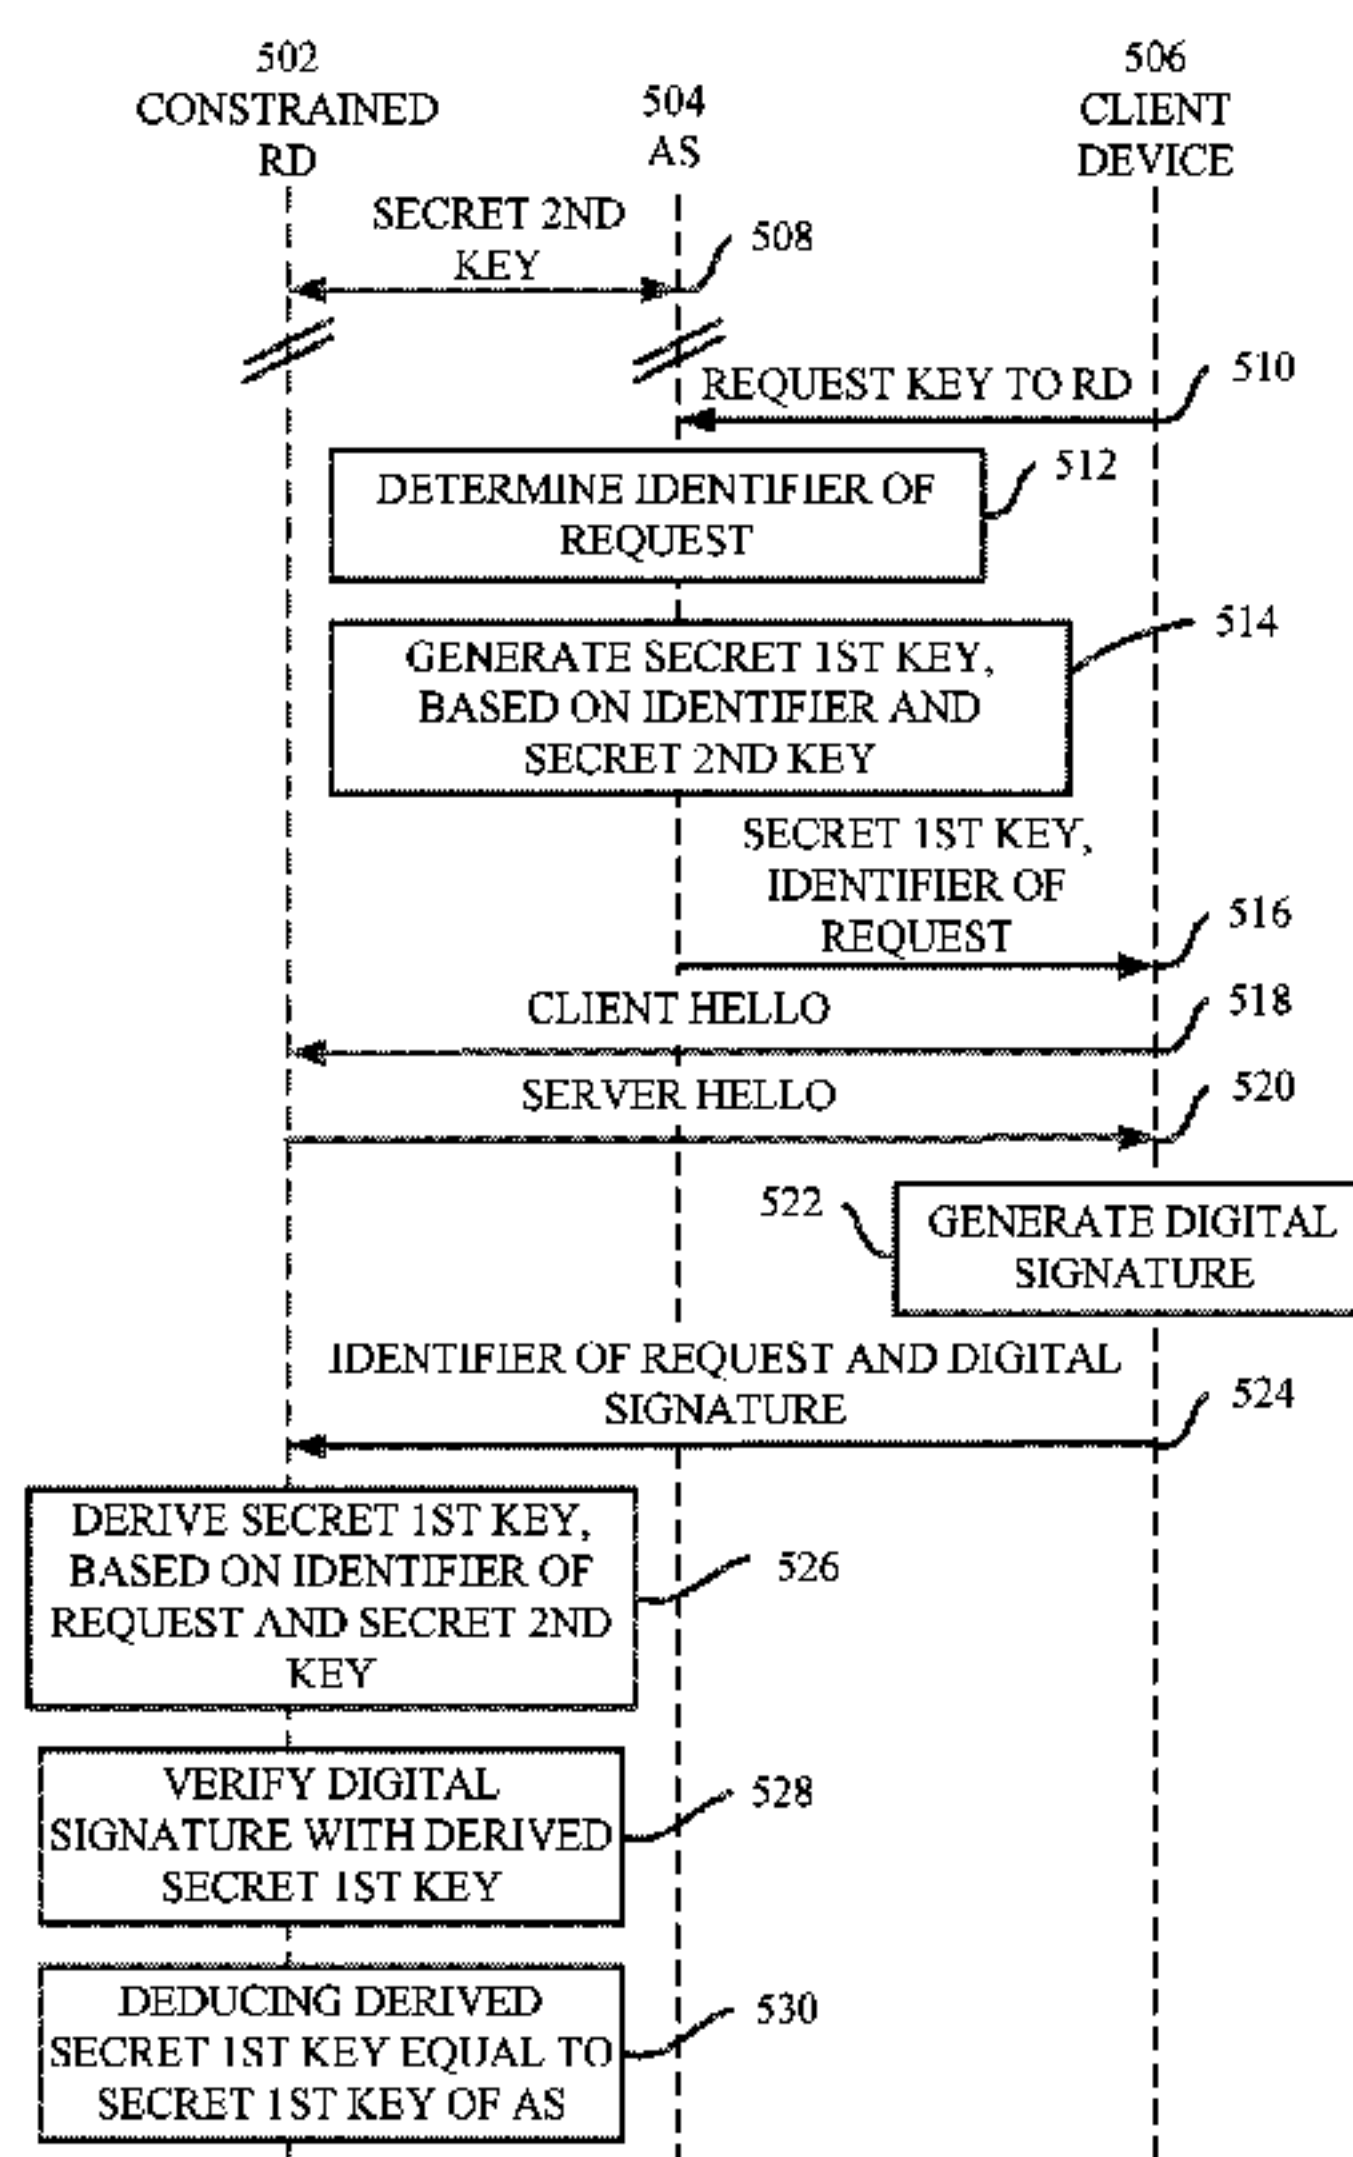 502
CONSTRAINED
RD
504
AS
506
CLIENT
DEVICE
SECRET 2ND
KEY
508
REQUEST KEY TO RD
510
DETERMINE IDENTIFIER OF
REQUEST
512
GENERATE SECRET 1ST KEY,
BASED ON IDENTIFIER AND
SECRET 2ND KEY
514
SECRET 1ST KEY,
IDENTIFIER OF
REQUEST
516
CLIENT HELLO
518
SERVER HELLO
520
522
GENERATE DIGITAL
SIGNATURE
IDENTIFIER OF REQUEST AND DIGITAL
SIGNATURE
524
DERIVE SECRET 1ST KEY,
BASED ON IDENTIFIER OF
REQUEST AND SECRET 2ND
KEY
526
VERIFY DIGITAL
SIGNATURE WITH DERIVED
SECRET 1ST KEY
528
DEDUCING DERIVED
SECRET 1ST KEY EQUAL TO
SECRET 1ST KEY OF AS
530